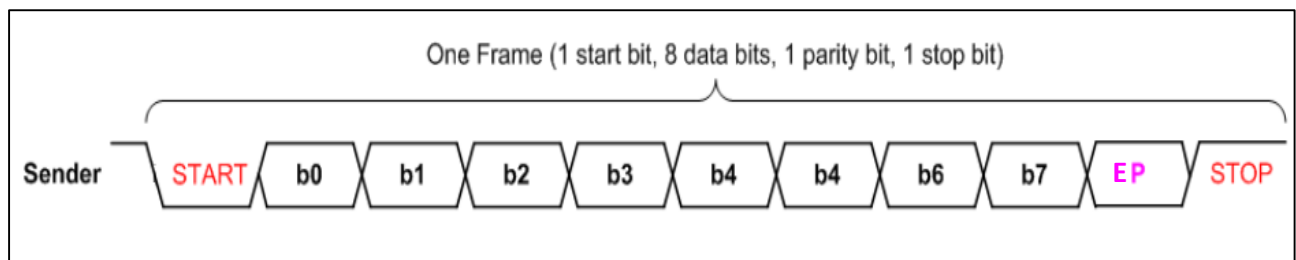 One Frame (1 start bit, 8 data bits, 1 parity bit, 1 stop bit)
Sender START b0 b1 b2 b3 b4 b4 b6 b7 EP STOP